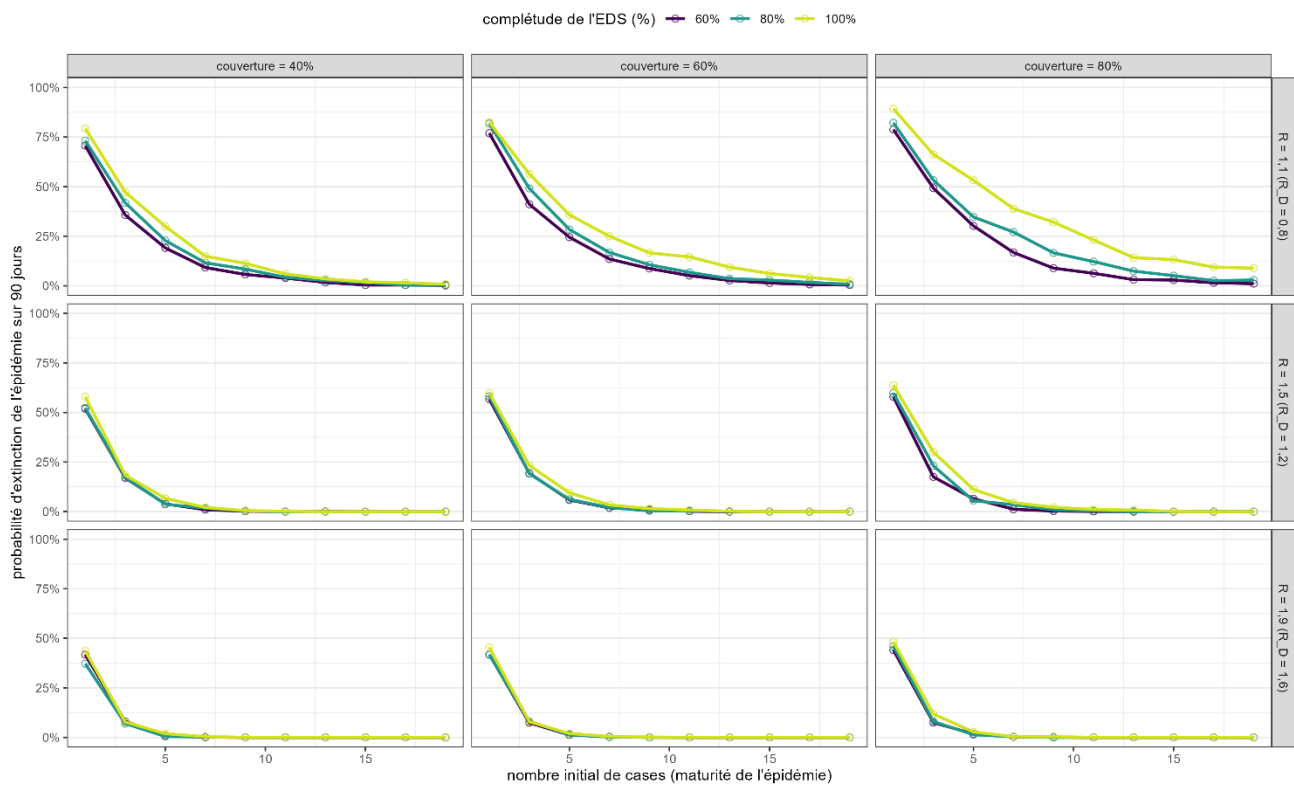 complétude de l'EDS (%) 60% 80% 100%
couverture = 40% couverture = 60% couverture = 80%
100%
75%
50%
25%
0%
R = 1,1 (R_D = 0,8)
100%
75%
50%
25%
0%
R = 1,5 (R_D = 1,2)
100%
75%
50%
25%
0%
R = 1,9 (R_D = 1,6)
probabilité d'extinction de l'épidémie sur 90 jours
5 10 15 5 10 15 5 10 15
nombre initial de cases (maturité de l'épidémie)